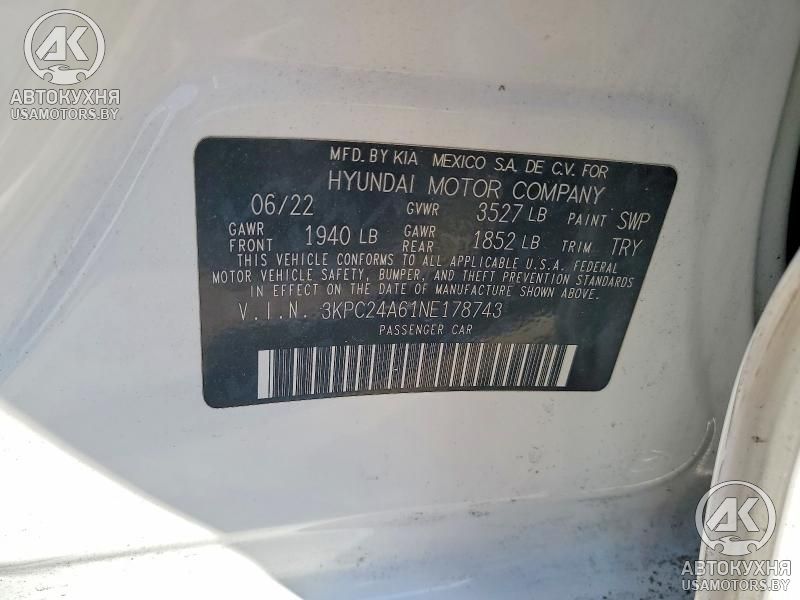 AK
АВТОКУХНЯ
USAMOTORS.BY
MFD. BY KIA MEXICO S.A. DE C.V. FOR
HYUNDAI MOTOR COMPANY
06/22 GVWR 3527 LB PAINT SWP
GAWR FRONT 1940 LB GAWR REAR 1852 LB TRIM TRY
THIS VEHICLE CONFORMS TO ALL APPLICABLE U.S.A. FEDERAL
MOTOR VEHICLE SAFETY, BUMPER, AND THEFT PREVENTION STANDARDS
IN EFFECT ON THE DATE OF MANUFACTURE SHOWN ABOVE.
V.I.N. 3KPC24A61NE178743
PASSENGER CAR
AK
АВТОКУХНЯ
USAMOTORS.BY